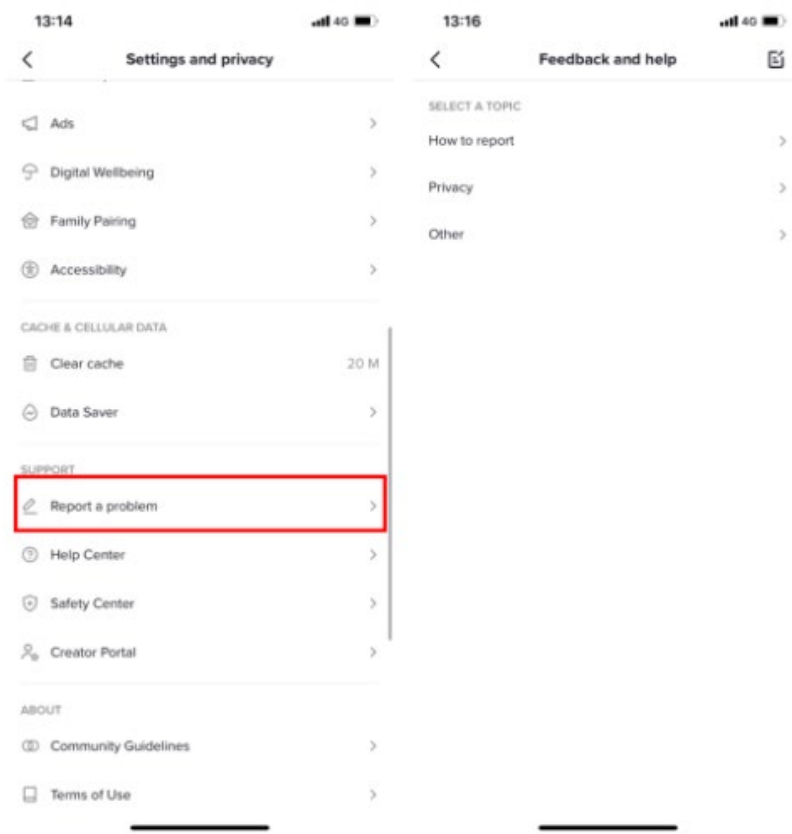 13:14
4G
Settings and privacy
Ads
Digital Wellbeing
Family Pairing
Accessibility
CACHE & CELLULAR DATA
Clear cache
20 M
Data Saver
SUPPORT
Report a problem
Help Center
Safety Center
Creator Portal
ABOUT
Community Guidelines
Terms of Use
13:16
4G
Feedback and help
SELECT A TOPIC
How to report
Privacy
Other